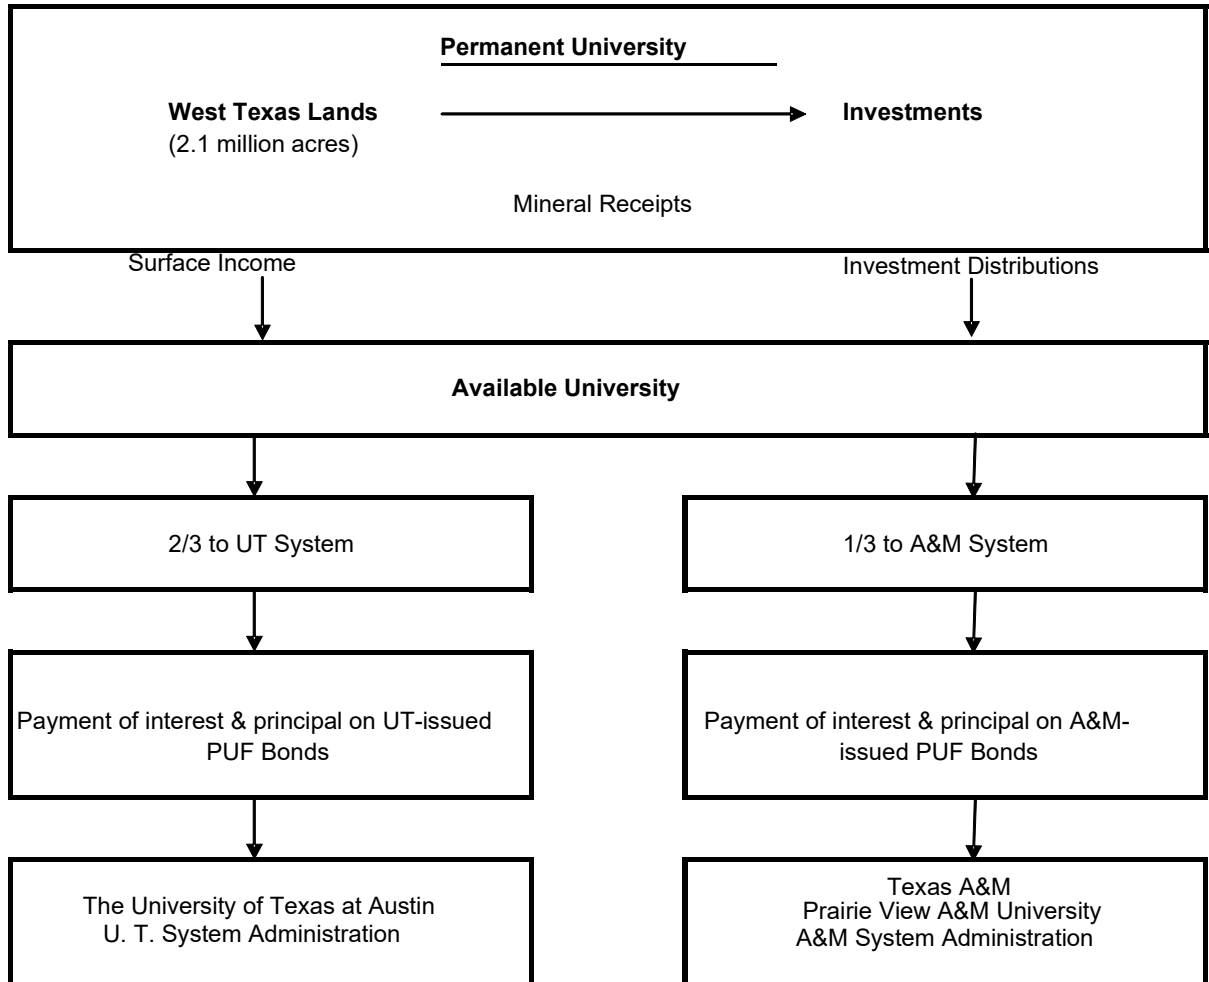 Permanent University
West Texas Lands
Investments
(2.1 million acres)
Mineral Receipts
Surface Income
Investment Distributions
Available University
2/3 to UT System
1/3 to A&M System
Payment of interest & principal on UT-issued
PUF Bonds
Payment of interest & principal on A&M-
issued PUF Bonds
The University of Texas at Austin
U. T. System Administration
Texas A&M
Prairie View A&M University
A&M System Administration